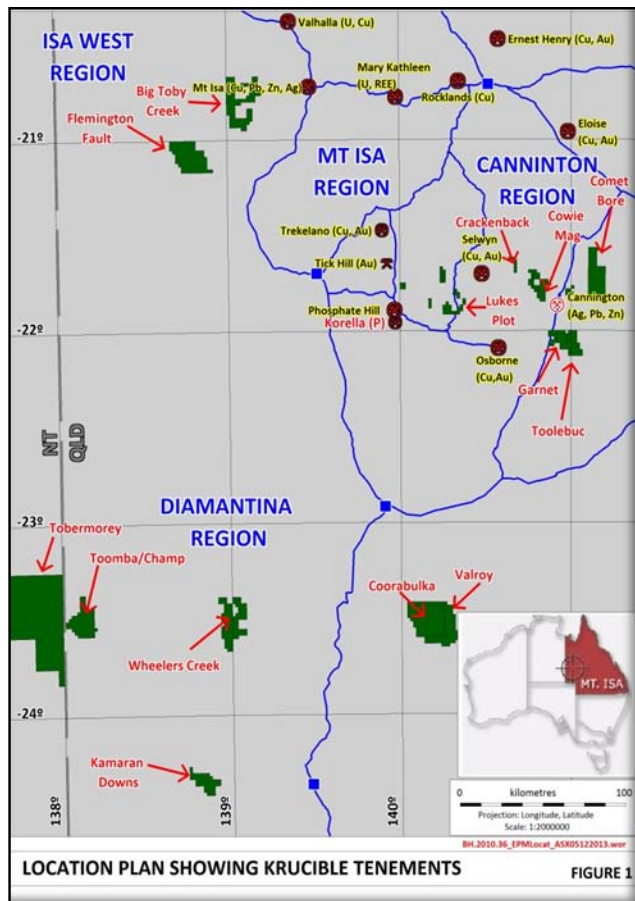 Valhalla (U, Cu)
ISA WEST
REGION
Ernest Henry (Cu, Au)
Mary Kathleen
(U, REE)
Big Toby
Creek
Mt Isa (Cu, Pb, Zn, Ag)
Rocklands (Cu)
Flemington
Fault
Eloise
(Cu, Au)
-21º
MT ISA
REGION
CANNINTON
REGION
Comet
Bore
Crackenback
Cowie
Mag
Trekelano (Cu, Au)
Selwyn
(Cu, Au)
Tick Hill (Au)
Lukes
Plot
Cannington
(Ag, Pb, Zn)
Phosphate Hill
Korella (P)
-22º
Osborne
(Cu,Au)
Garnet
Toolebuc
NT
QLD
DIAMANTINA
REGION
-23º
Tobermorey
Toomba/Champ
Coorabulka
Valroy
Wheelers Creek
MT. ISA
-24º
Kamaran
Downs
138º
139º
140º
0 kilometres 100
Projection: Longitude, Latitude
Scale: 1:2000000
BH.2010.36_EPMLocat_ASX05122013.wor
LOCATION PLAN SHOWING KRUCIBLE TENEMENTS FIGURE 1